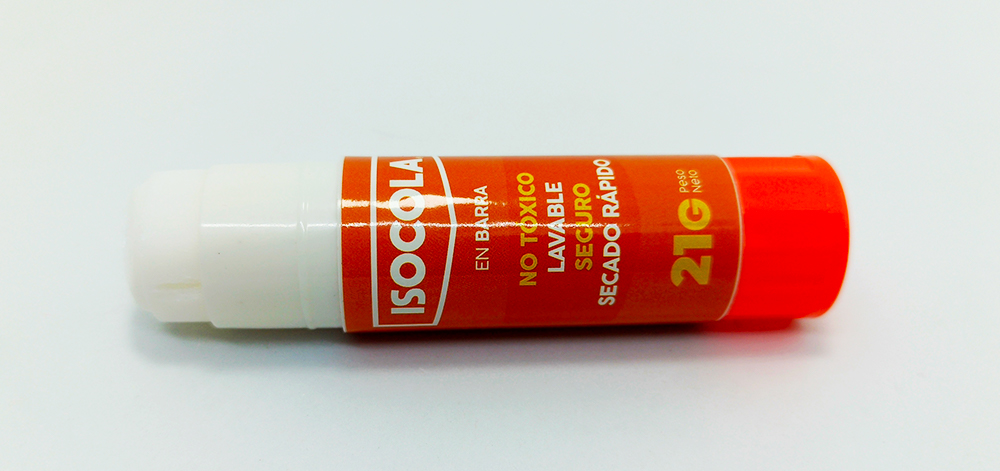 ISOCOLA
EN BARRA
NO TOXICO
LAVABLE
SEGURO
SECADO RÁPIDO
21G
Peso
Neto